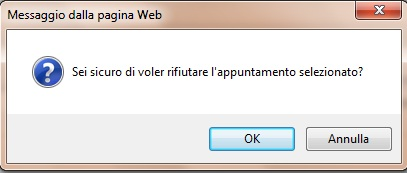 Messaggio dalla pagina Web
Sei sicuro di voler rifiutare l'appuntamento selezionato?
OK Annulla